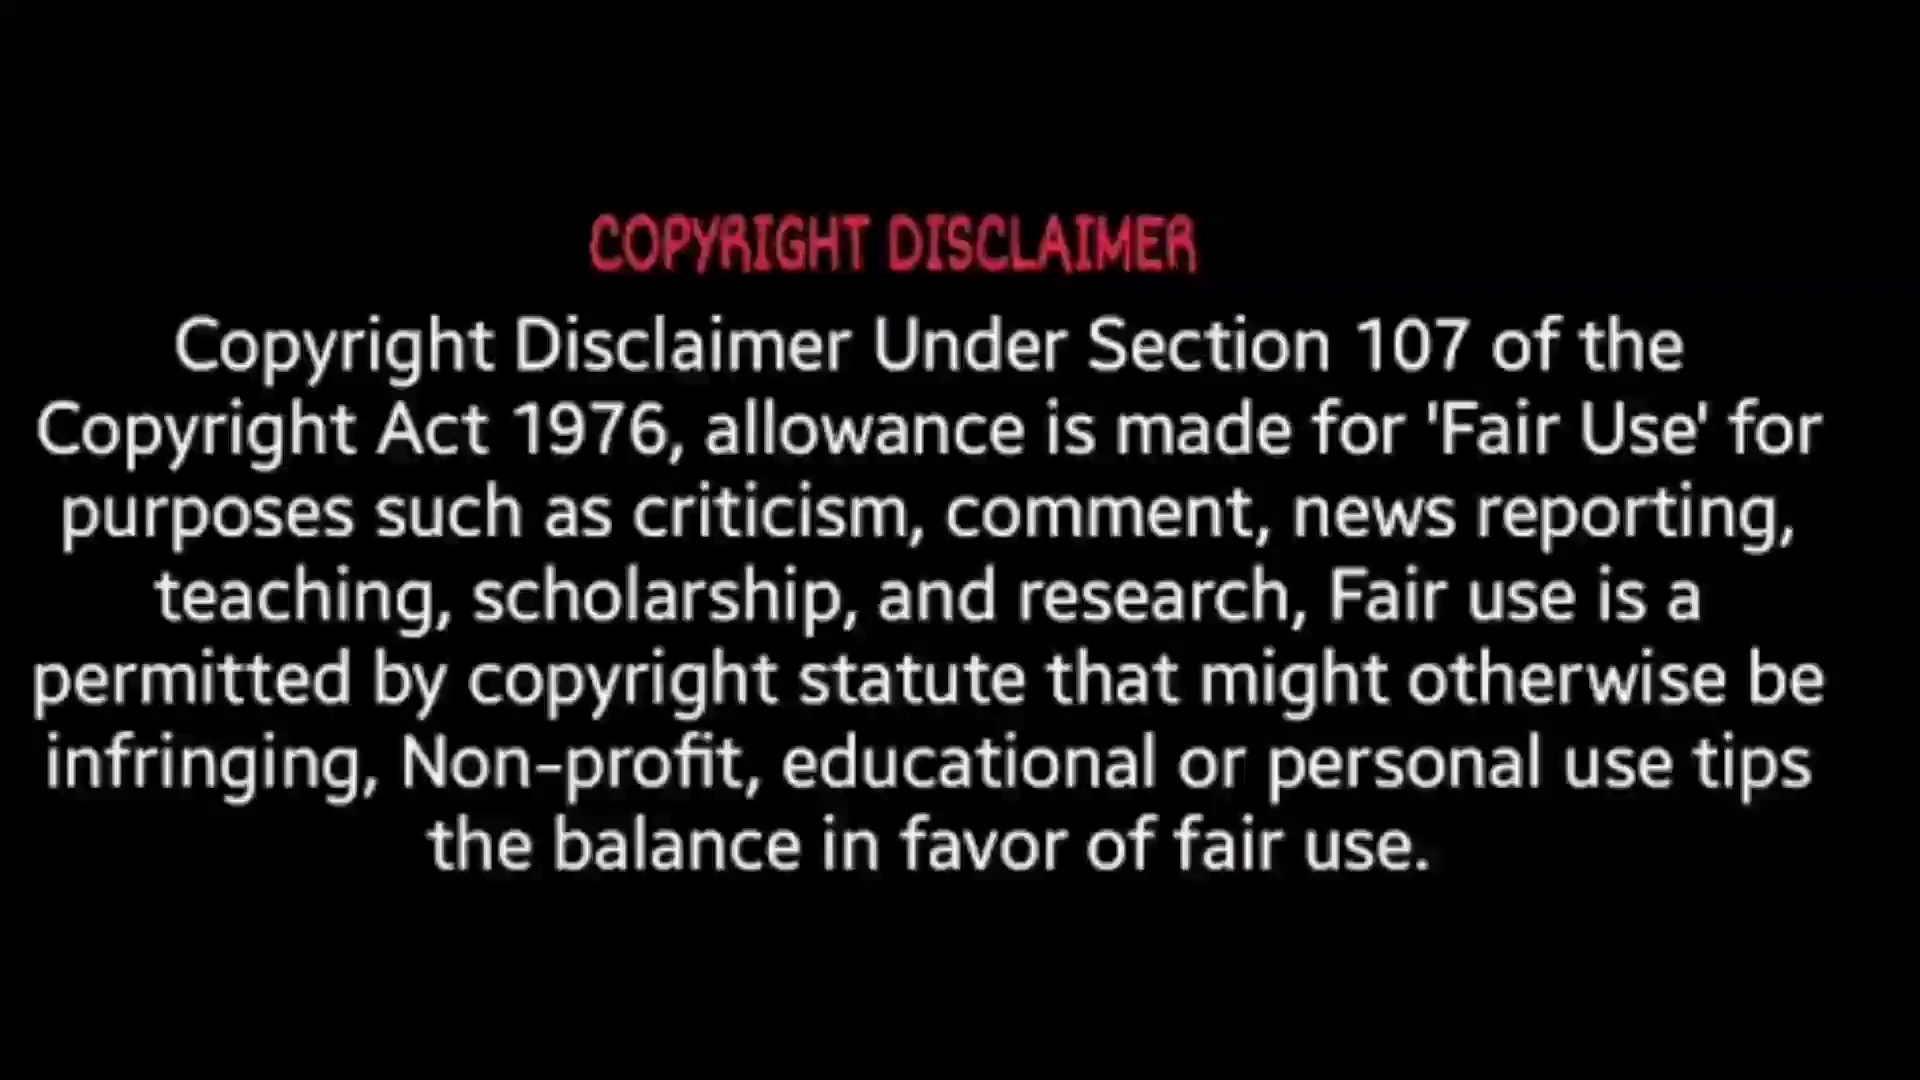 COPYRIGHT DISCLAIMER
Copyright Disclaimer Under Section 107 of the
Copyright Act 1976, allowance is made for 'Fair Use' for
purposes such as criticism, comment, news reporting,
teaching, scholarship, and research, Fair use is a
permitted by copyright statute that might otherwise be
infringing, Non-profit, educational or personal use tips
the balance in favor of fair use.